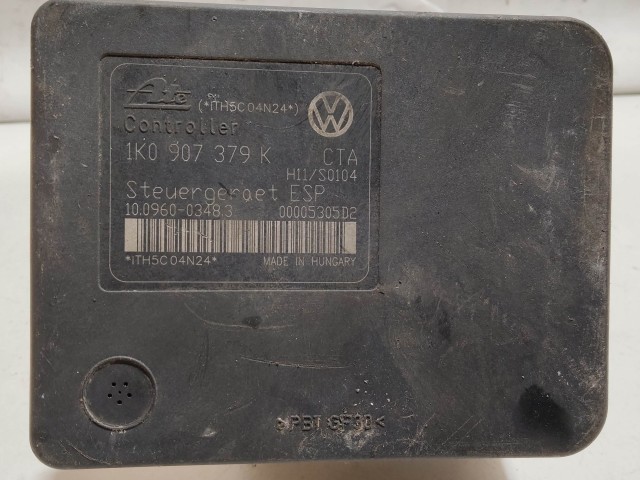 Ate (*ITH5C04N24*)
Controller
1K0 907 379 K CTA
H11/S0104
Steuergeraet ESP
10.0960-0348.3 00005305D2
*ITH5C04N24* MADE IN HUNGARY
>PBT GF30<